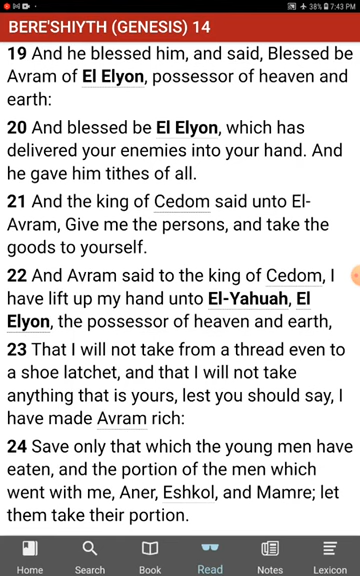 38% 7:43 PM
BERE'SHIYTH (GENESIS) 14
19 And he blessed him, and said, Blessed be
Avram of El Elyon, possessor of heaven and
earth:
20 And blessed be El Elyon, which has
delivered your enemies into your hand. And
he gave him tithes of all.
21 And the king of Cedom said unto El-
Avram, Give me the persons, and take the
goods to yourself.
22 And Avram said to the king of Cedom, I
have lift up my hand unto El-Yahuah, El
Elyon, the possessor of heaven and earth,
23 That I will not take from a thread even to
a shoe latchet, and that I will not take
anything that is yours, lest you should say, I
have made Avram rich:
24 Save only that which the young men have
eaten, and the portion of the men which
went with me, Aner, Eshkol, and Mamre; let
them take their portion.
Home Search Book Read Notes Lexicon